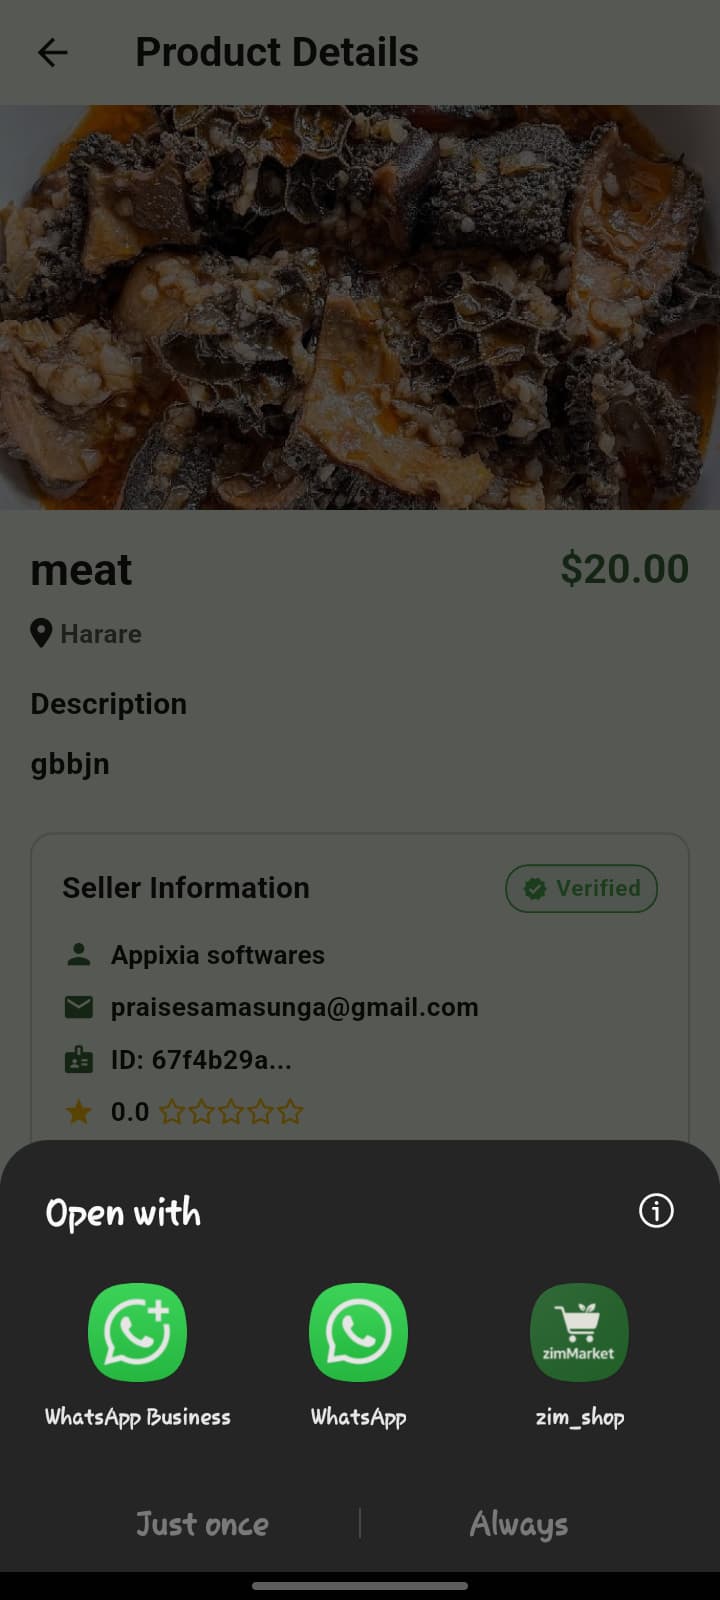 Product Details
meat $20.00
Harare
Description
gbbjn
Seller Information Verified
Appixia softwares
praisesamasunga@gmail.com
ID: 67f4b29a...
0.0
Open with
zimMarket
WhatsApp Business WhatsApp zim_shop
Just once Always